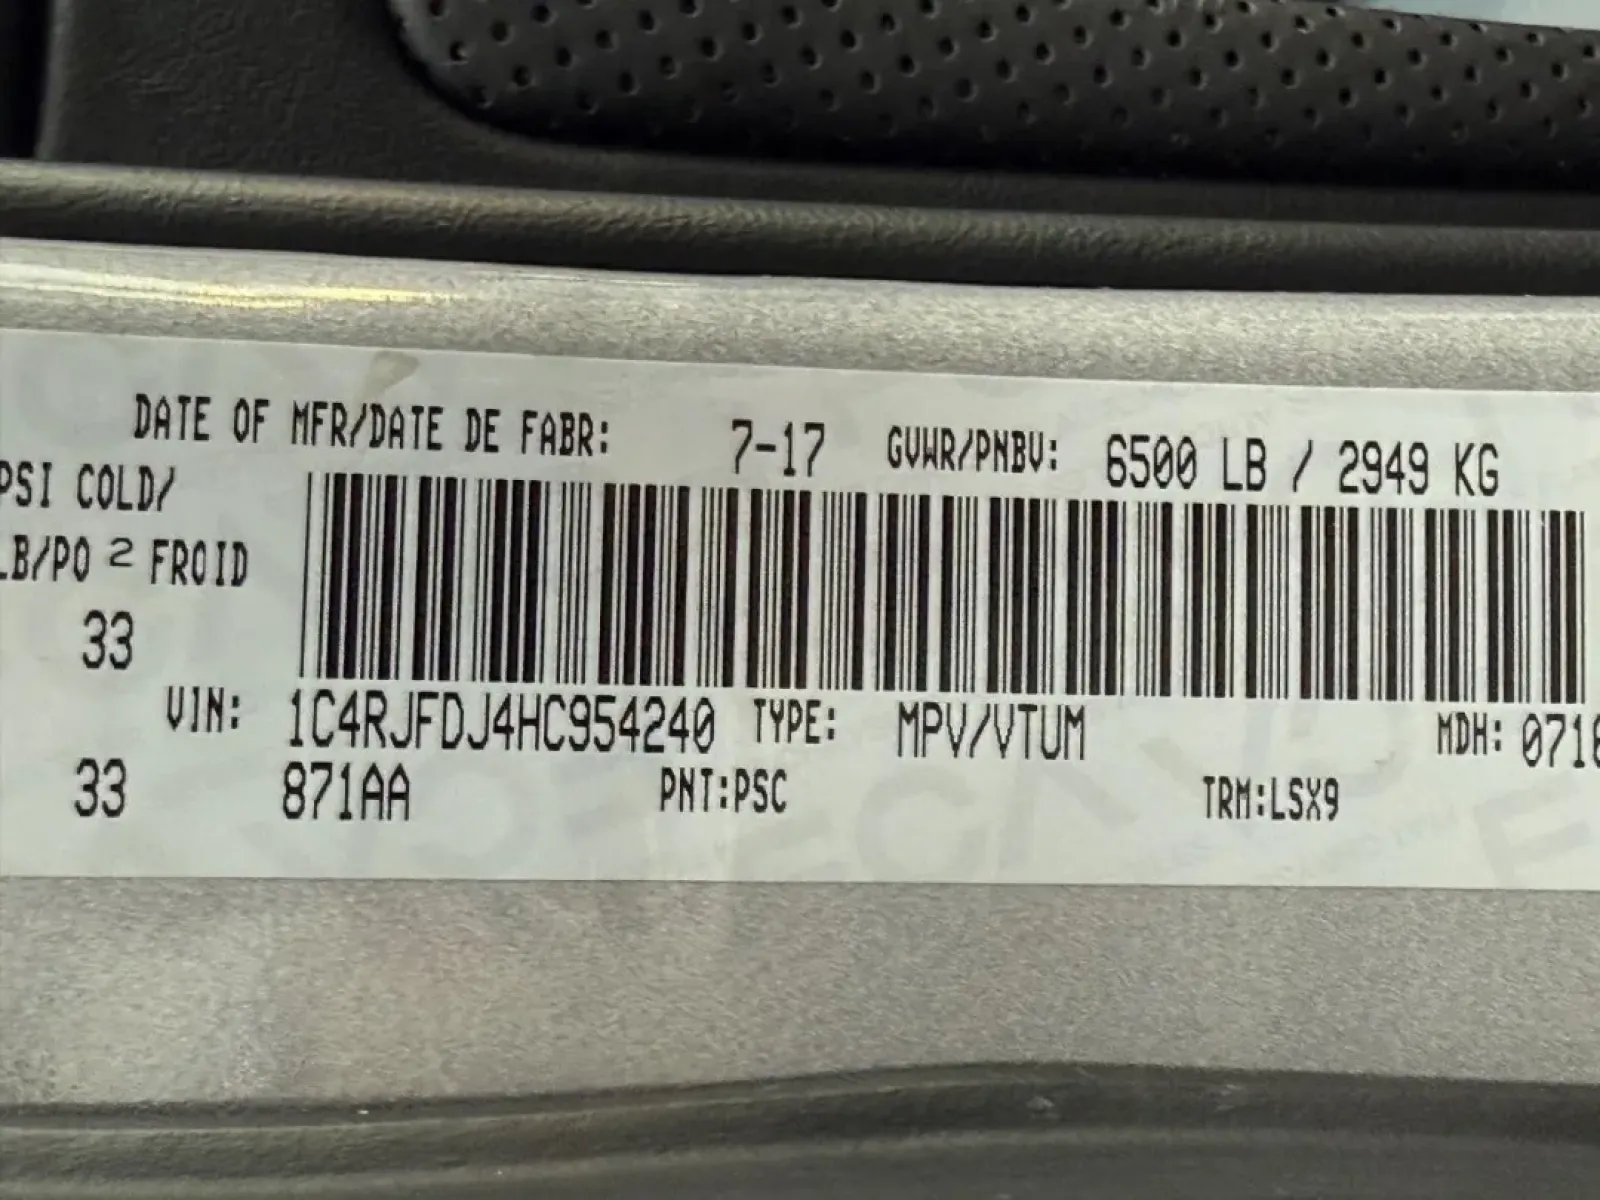 DATE OF MFR/DATE DE FABR: 7-17 GVWR/PNBV: 6500 LB / 2949 KG
PSI COLD/
LB/PO 2 FROID
33
VIN: 1C4RJFDJ4HC954240 TYPE: MPV/VTUM MDH: 0718
33 871AA PNT:PSC TRM:LSX9